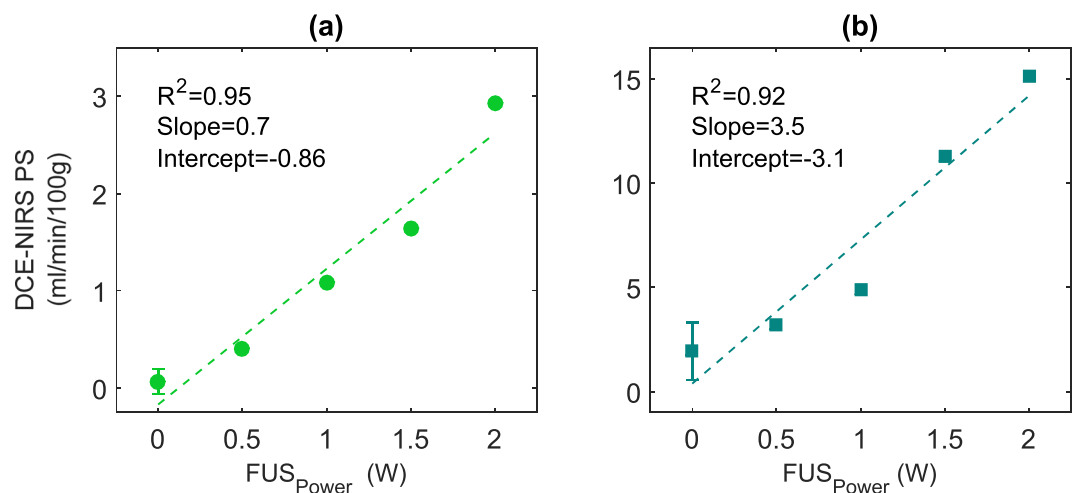 (a)
R²=0.95
Slope=0.7
Intercept=-0.86
DCE-NIRS PS
(ml/min/100g)
3
2
1
0
0 0.5 1 1.5 2
FUS_Power (W)
(b)
R²=0.92
Slope=3.5
Intercept=-3.1
15
10
5
0
0 0.5 1 1.5 2
FUS_Power (W)